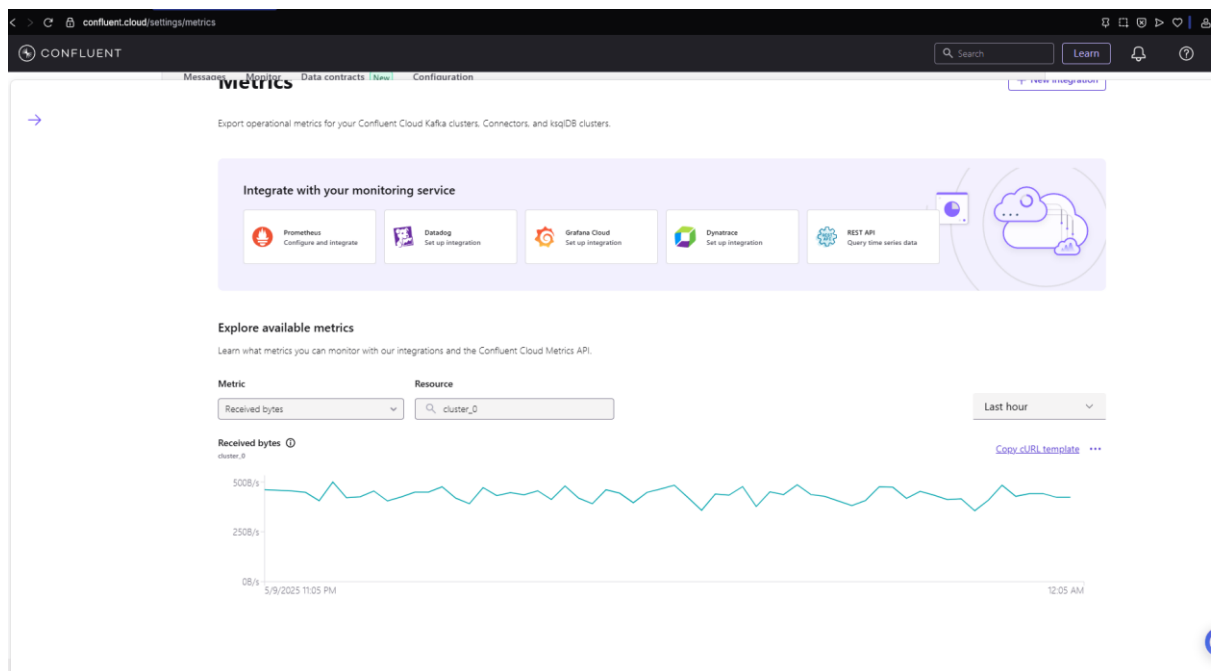 confluent.cloud/settings/metrics
CONFLUENT
Search
Learn
Messages Monitor Data contracts New Configuration
Metrics
+ New integration
Export operational metrics for your Confluent Cloud Kafka clusters, Connectors, and ksqlDB clusters.
Integrate with your monitoring service
Prometheus
Configure and integrate
Datadog
Set up integration
Grafana Cloud
Set up integration
Dynatrace
Set up integration
REST API
Query time series data
Explore available metrics
Learn what metrics you can monitor with our integrations and the Confluent Cloud Metrics API.
Metric Resource
Received bytes cluster_0 Last hour
Received bytes
cluster_0
Copy cURL template
500B/s
250B/s
0B/s
5/9/2025 11:05 PM 12:05 AM